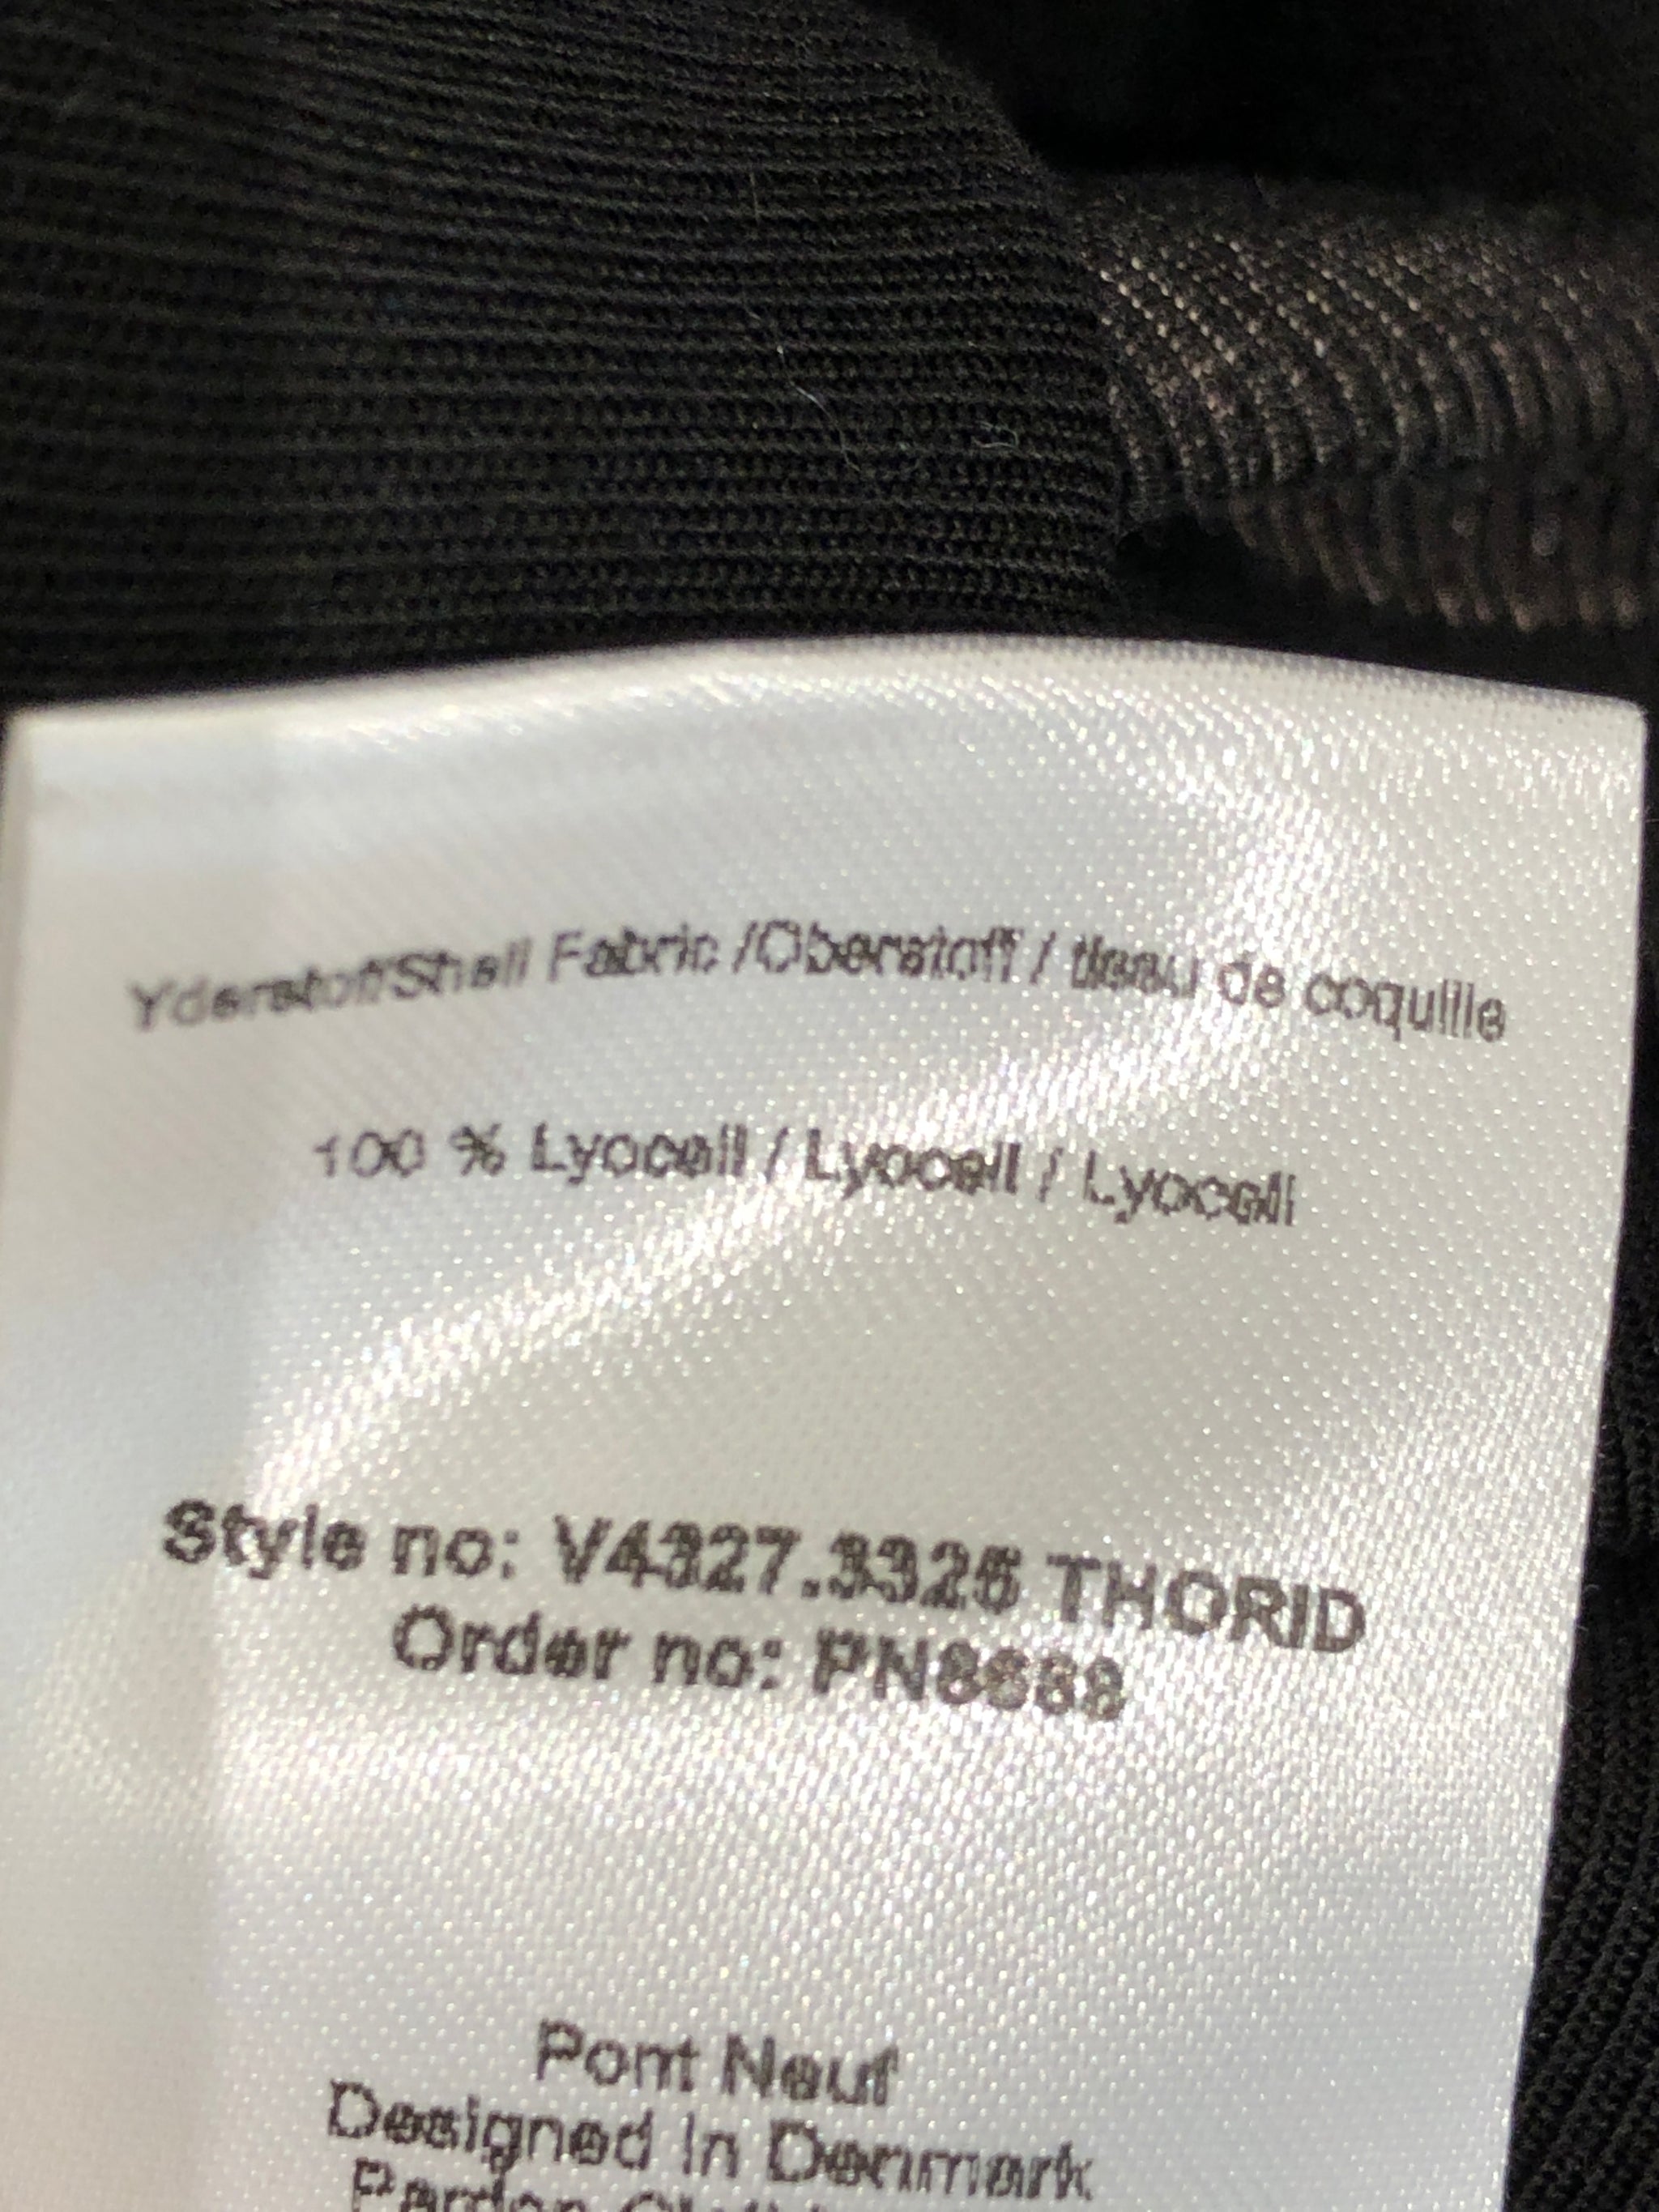 Yderstof/Shell Fabric /Oberstoff / tissu de coquille
100 % Lyocell / Lyocell / Lyocell
Style no: V4327.3325 THORID
Order no:
Pont Neuf
Designed in Denmark